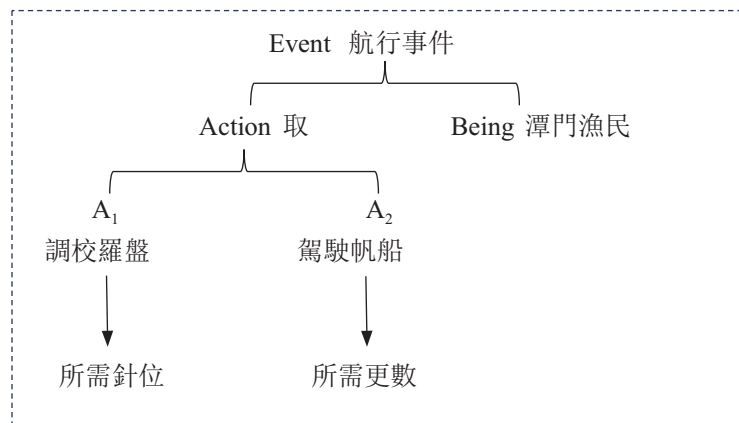 Event 航行事件
Action 取
Being 潭門漁民
A₁
A₂
調校羅盤
駕駛帆船
所需針位
所需更數